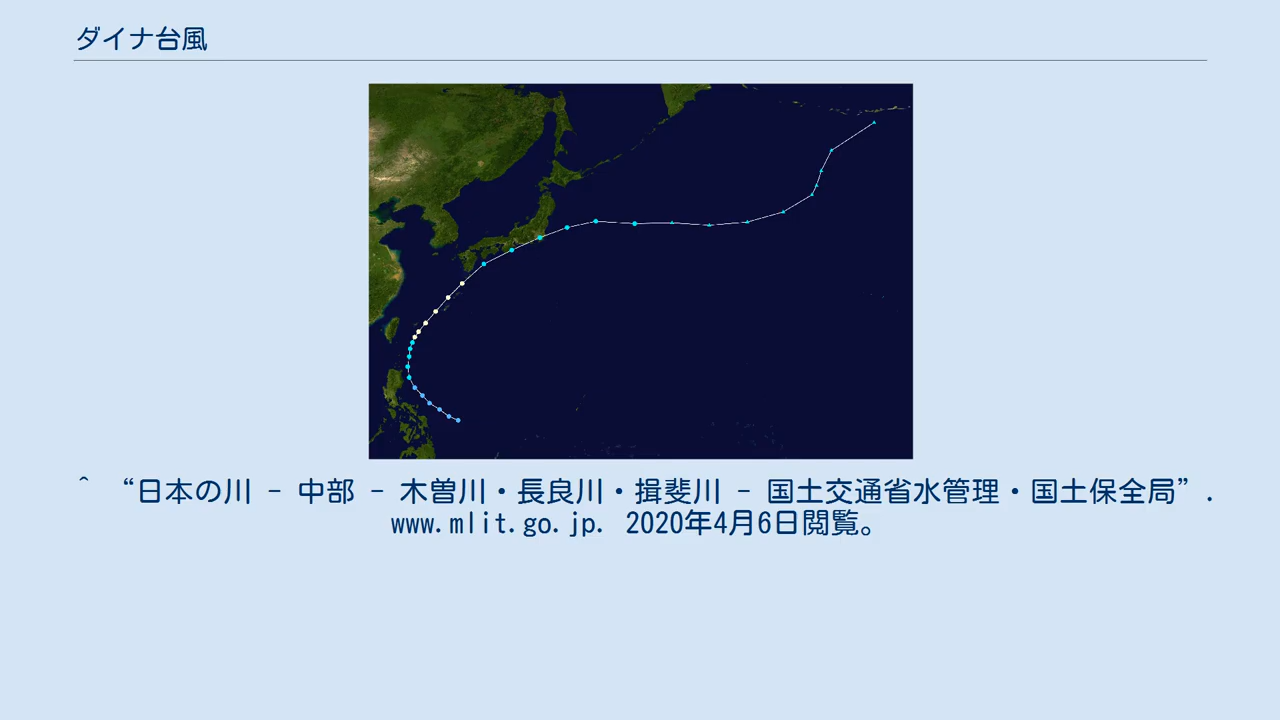 ダイナ台風
^ “日本の川 - 中部 - 木曽川・長良川・揖斐川 - 国土交通省水管理・国土保全局”.
www.mlit.go.jp. 2020年4月6日閲覧。